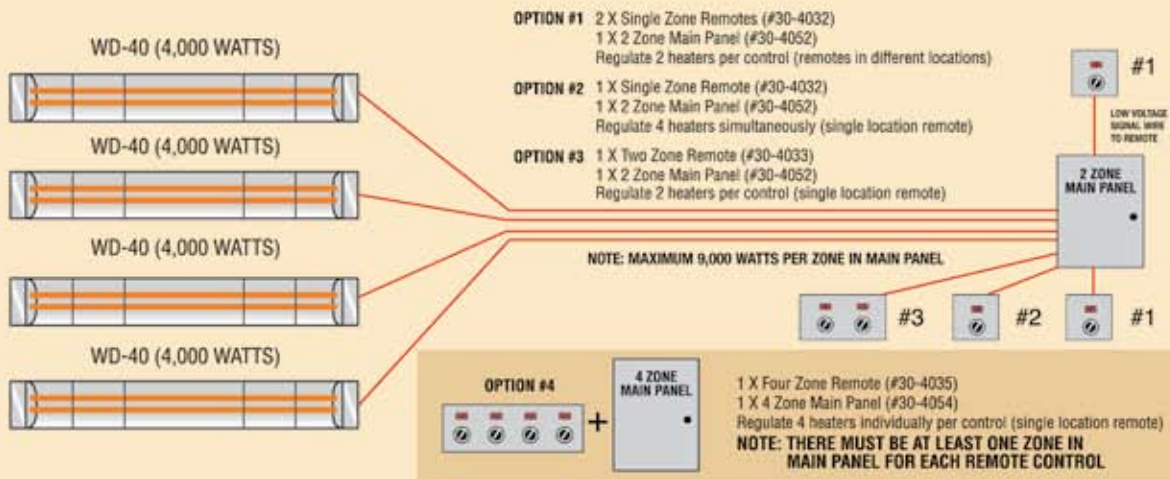 WD-40 (4,000 WATTS)
WD-40 (4,000 WATTS)
WD-40 (4,000 WATTS)
WD-40 (4,000 WATTS)
OPTION #1 2 X Single Zone Remotes (#30-4032)
1 X 2 Zone Main Panel (#30-4052)
Regulate 2 heaters per control (remotes in different locations)
OPTION #2 1 X Single Zone Remote (#30-4032)
1 X 2 Zone Main Panel (#30-4052)
Regulate 4 heaters simultaneously (single location remote)
OPTION #3 1 X Two Zone Remote (#30-4033)
1 X 2 Zone Main Panel (#30-4052)
Regulate 2 heaters per control (single location remote)
#1
LOW VOLTAGE
SIGNAL WIRE
TO REMOTE
2 ZONE
MAIN PANEL
NOTE: MAXIMUM 9,000 WATTS PER ZONE IN MAIN PANEL
#3
#2
#1
OPTION #4
+
4 ZONE
MAIN PANEL
1 X Four Zone Remote (#30-4035)
1 X 4 Zone Main Panel (#30-4054)
Regulate 4 heaters individually per control (single location remote)
NOTE: THERE MUST BE AT LEAST ONE ZONE IN
MAIN PANEL FOR EACH REMOTE CONTROL